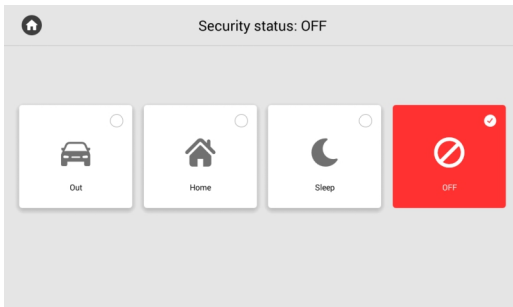 Security status: OFF
Out
Home
Sleep
OFF